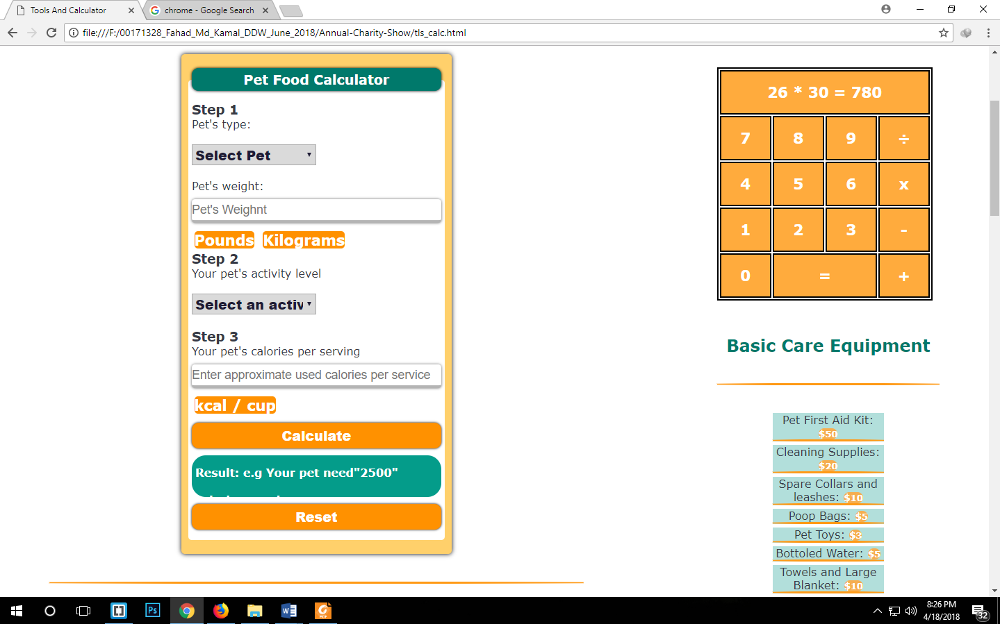 Tools And Calculator
chrome - Google Search
file:///F:/00171328_Fahad_Md_Kamal_DDW_June_2018/Annual-Charity-Show/tls_calc.html
Pet Food Calculator
Step 1
Pet's type:
Select Pet
Pet's weight:
Pet's Weighnt
Pounds Kilograms
Step 2
Your pet's activity level
Select an activ
Step 3
Your pet's calories per serving
Enter approximate used calories per service
kcal / cup
Calculate
Result: e.g Your pet need"2500"
Reset
26 * 30 = 780
7 8 9 ÷
4 5 6 x
1 2 3 -
0 = +
Basic Care Equipment
Pet First Aid Kit:
$50
Cleaning Supplies:
$20
Spare Collars and
leashes: $10
Poop Bags: $5
Pet Toys: $3
Bottoled Water: $5
Towels and Large
Blanket: $10
Ps
W
G
PDF
8:26 PM
4/18/2018
32